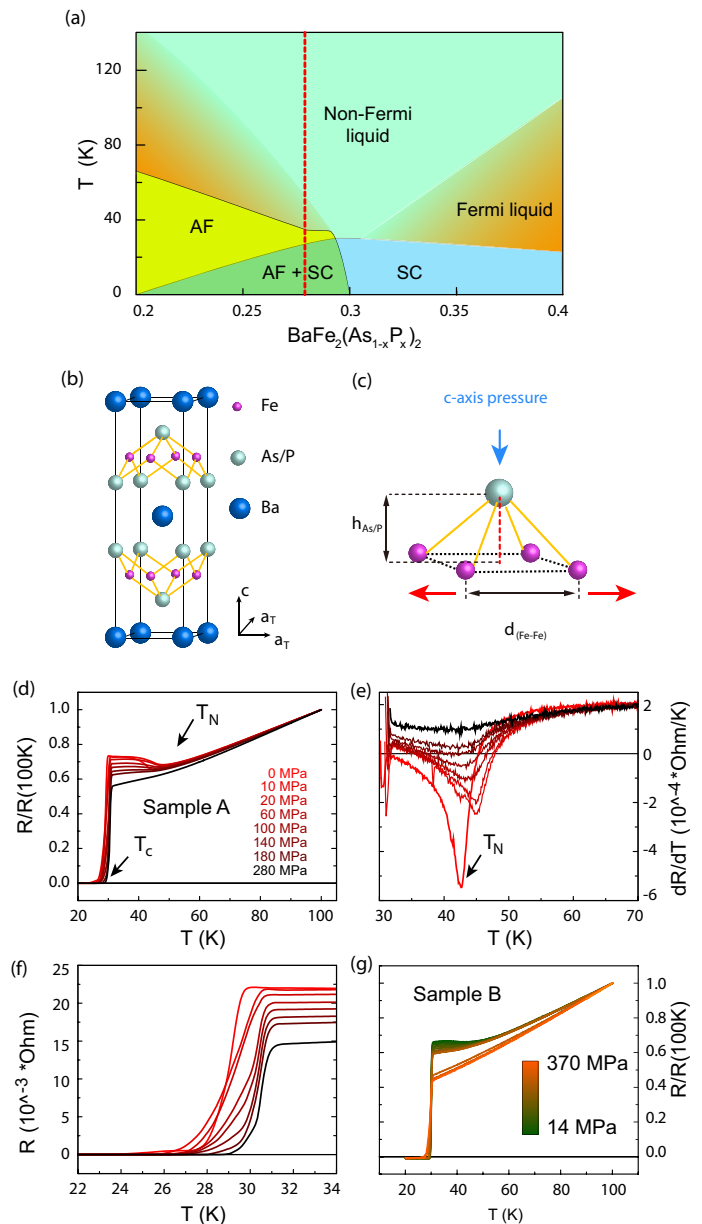 (a)
120
80
40
0
T (K)
Non-Fermi
liquid
Fermi liquid
AF
AF + SC
SC
0.2
0.25
0.3
0.35
0.4
BaFe2(As1-xPx)2
(b)
Fe
As/P
Ba
c
aT
aT
(c)
c-axis pressure
hAs/P
d(Fe-Fe)
(d)
1.0
0.8
0.6
0.4
0.2
0.0
R/R(100K)
TN
Sample A
Tc
0 MPa
10 MPa
20 MPa
60 MPa
100 MPa
140 MPa
180 MPa
280 MPa
20
40
60
80
100
T (K)
(e)
2
0
-2
-4
-6
dR/dT (10^-4 *Ohm/K)
TN
30
40
50
60
70
T (K)
(f)
25
22
15
10
5
0
R (10^-3 *Ohm)
22
24
26
28
30
32
34
T (K)
(g)
Sample B
370 MPa
14 MPa
1.0
0.8
0.6
0.4
0.2
0.0
R/R(100K)
20
40
60
80
100
T (K)